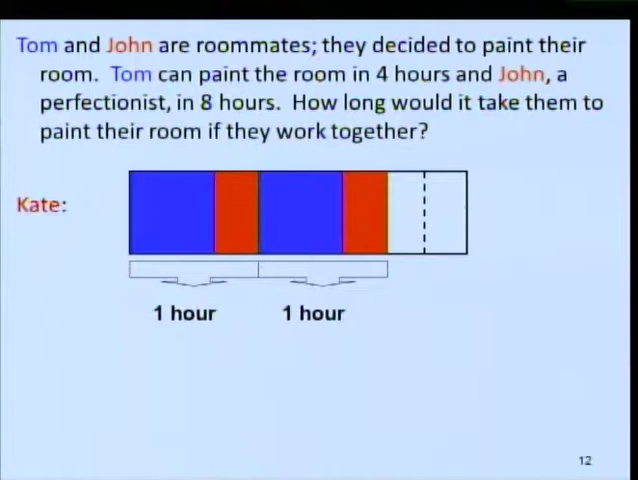 Tom and John are roommates; they decided to paint their
room. Tom can paint the room in 4 hours and John, a
perfectionist, in 8 hours. How long would it take them to
paint their room if they work together?
Kate:
1 hour 1 hour
12